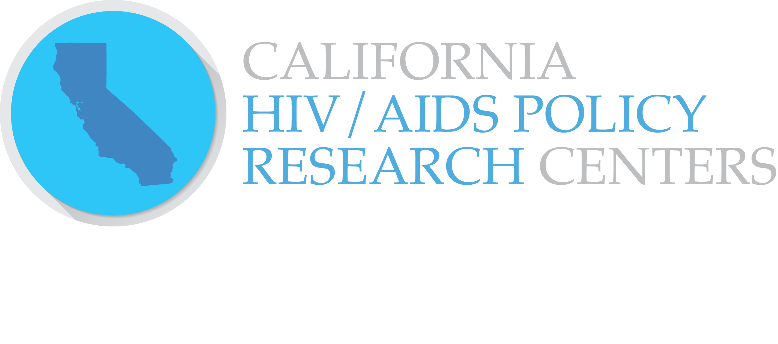 CALIFORNIA
HIV/AIDS POLICY
RESEARCH CENTERS